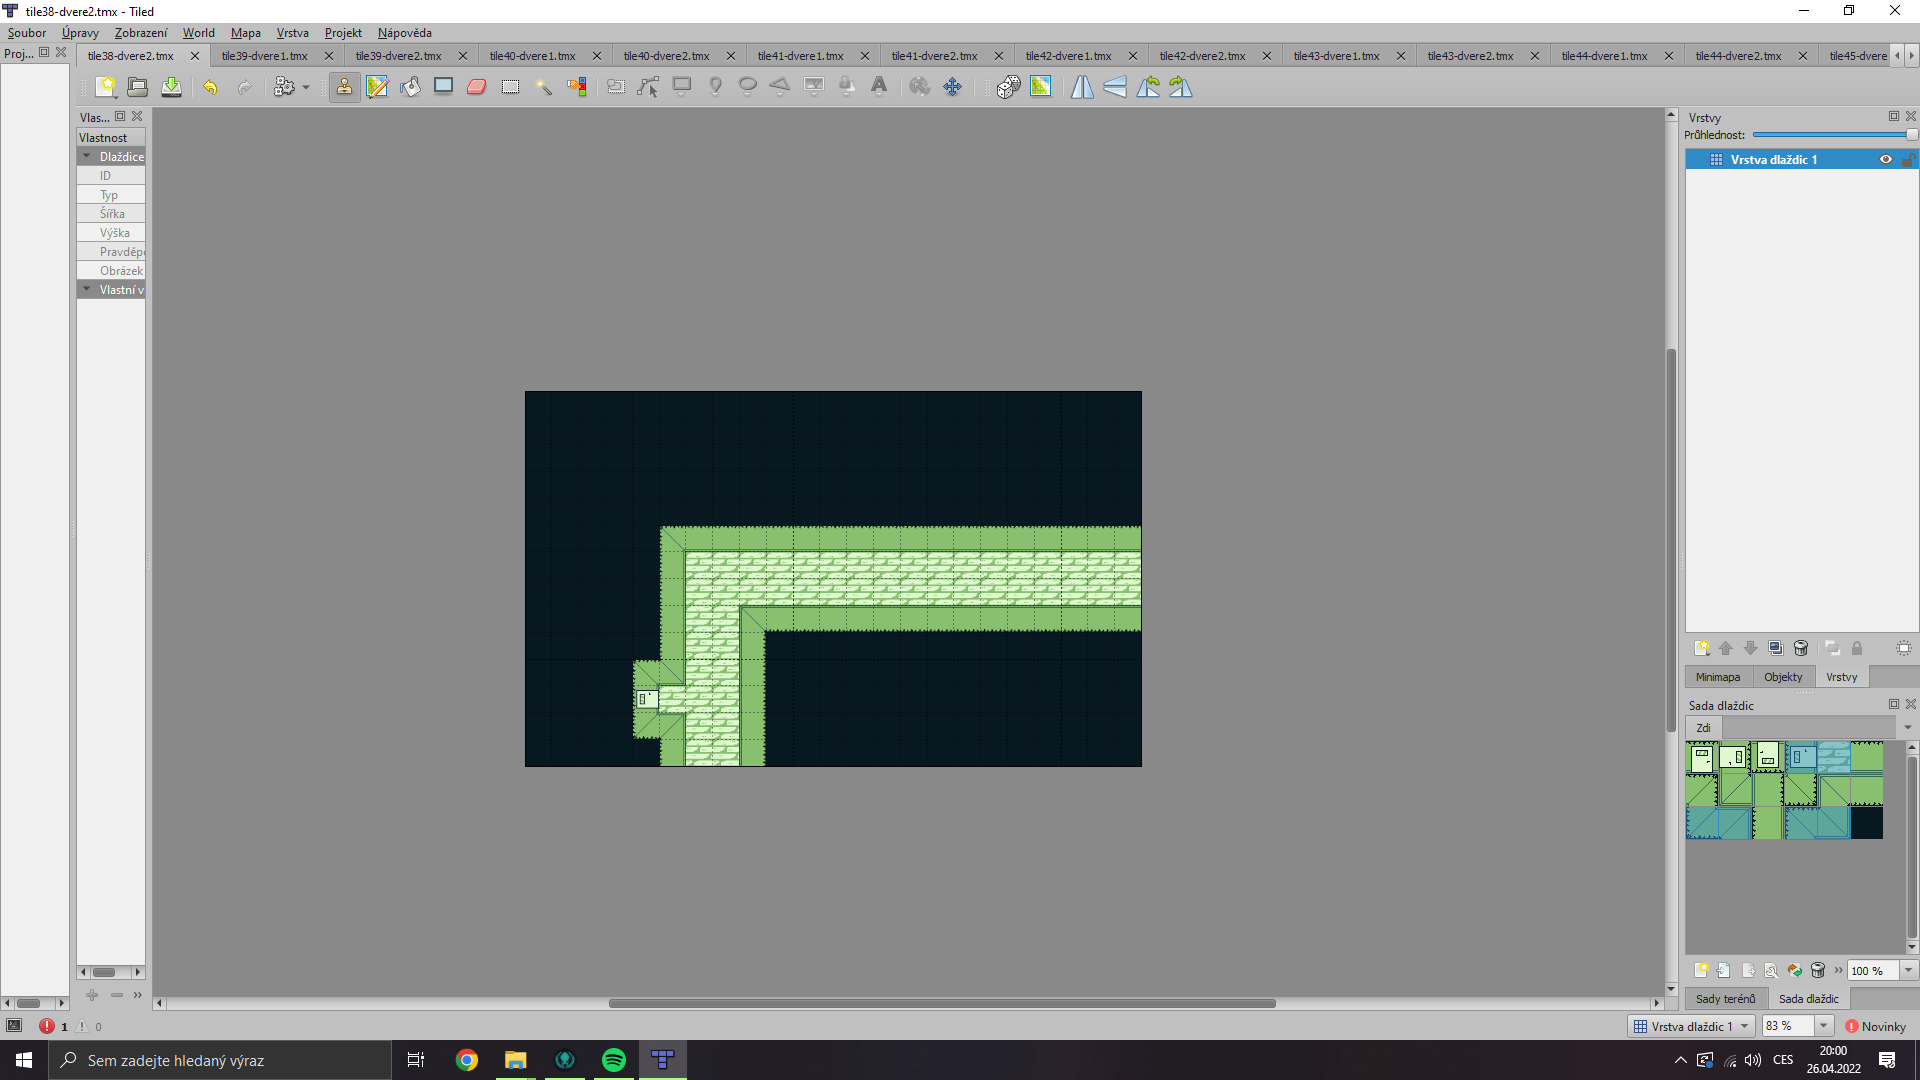 tile38-dvere2.tmx - Tiled
Soubor Úpravy Zobrazení World Mapa Vrstva Projekt Nápověda
Proj... tile38-dvere2.tmx tile39-dvere1.tmx tile39-dvere2.tmx tile40-dvere1.tmx tile40-dvere2.tmx tile41-dvere1.tmx tile41-dvere2.tmx tile42-dvere1.tmx tile42-dvere2.tmx tile43-dvere1.tmx tile43-dvere2.tmx tile44-dvere1.tmx tile44-dvere2.tmx tile45-dvere
Vlas...
Vlastnost
Dlaždice
ID
Typ
Šířka
Výška
Pravděpo
Obrázek
Vlastní v
Vrstvy
Průhlednost:
Vrstva dlaždic 1
Minimapa Objekty Vrstvy
Sada dlaždic
Zdi
100 %
Sady terénů Sada dlaždic
1 0
Vrstva dlaždic 1 83 % Novinky
Sem zadejte hledaný výraz
CES
20:00
26.04.2022